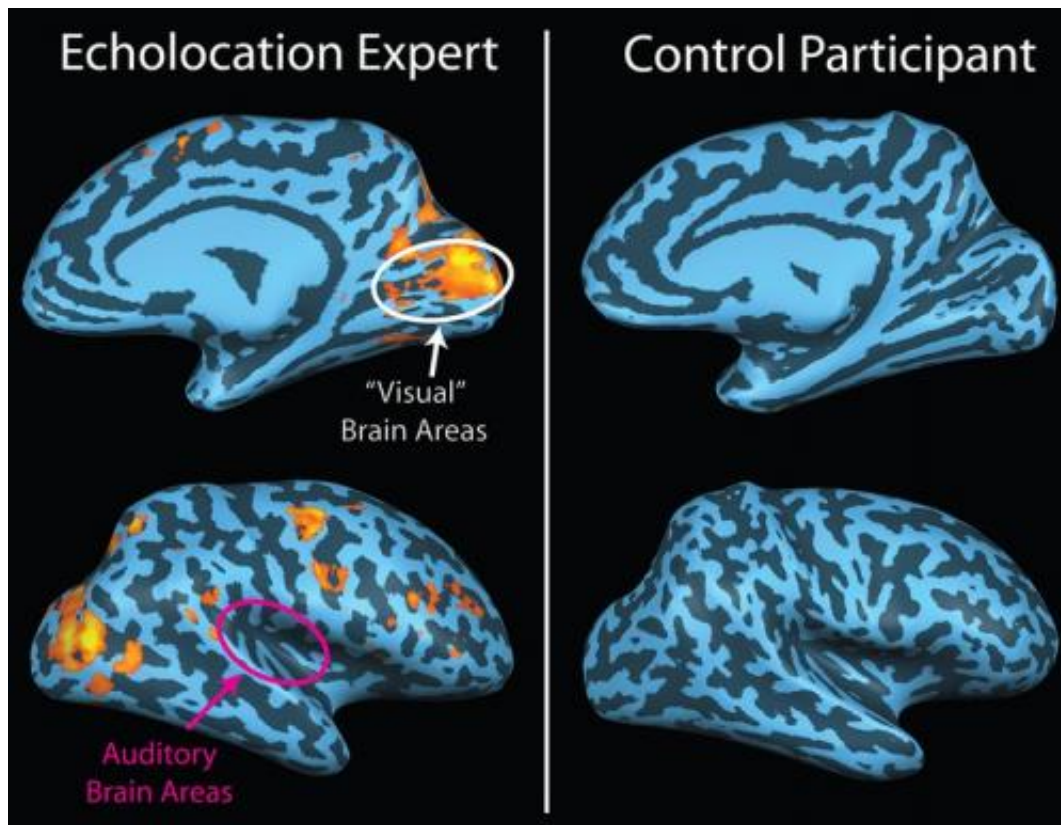 Echolocation Expert
Control Participant
“Visual”
Brain Areas
Auditory
Brain Areas